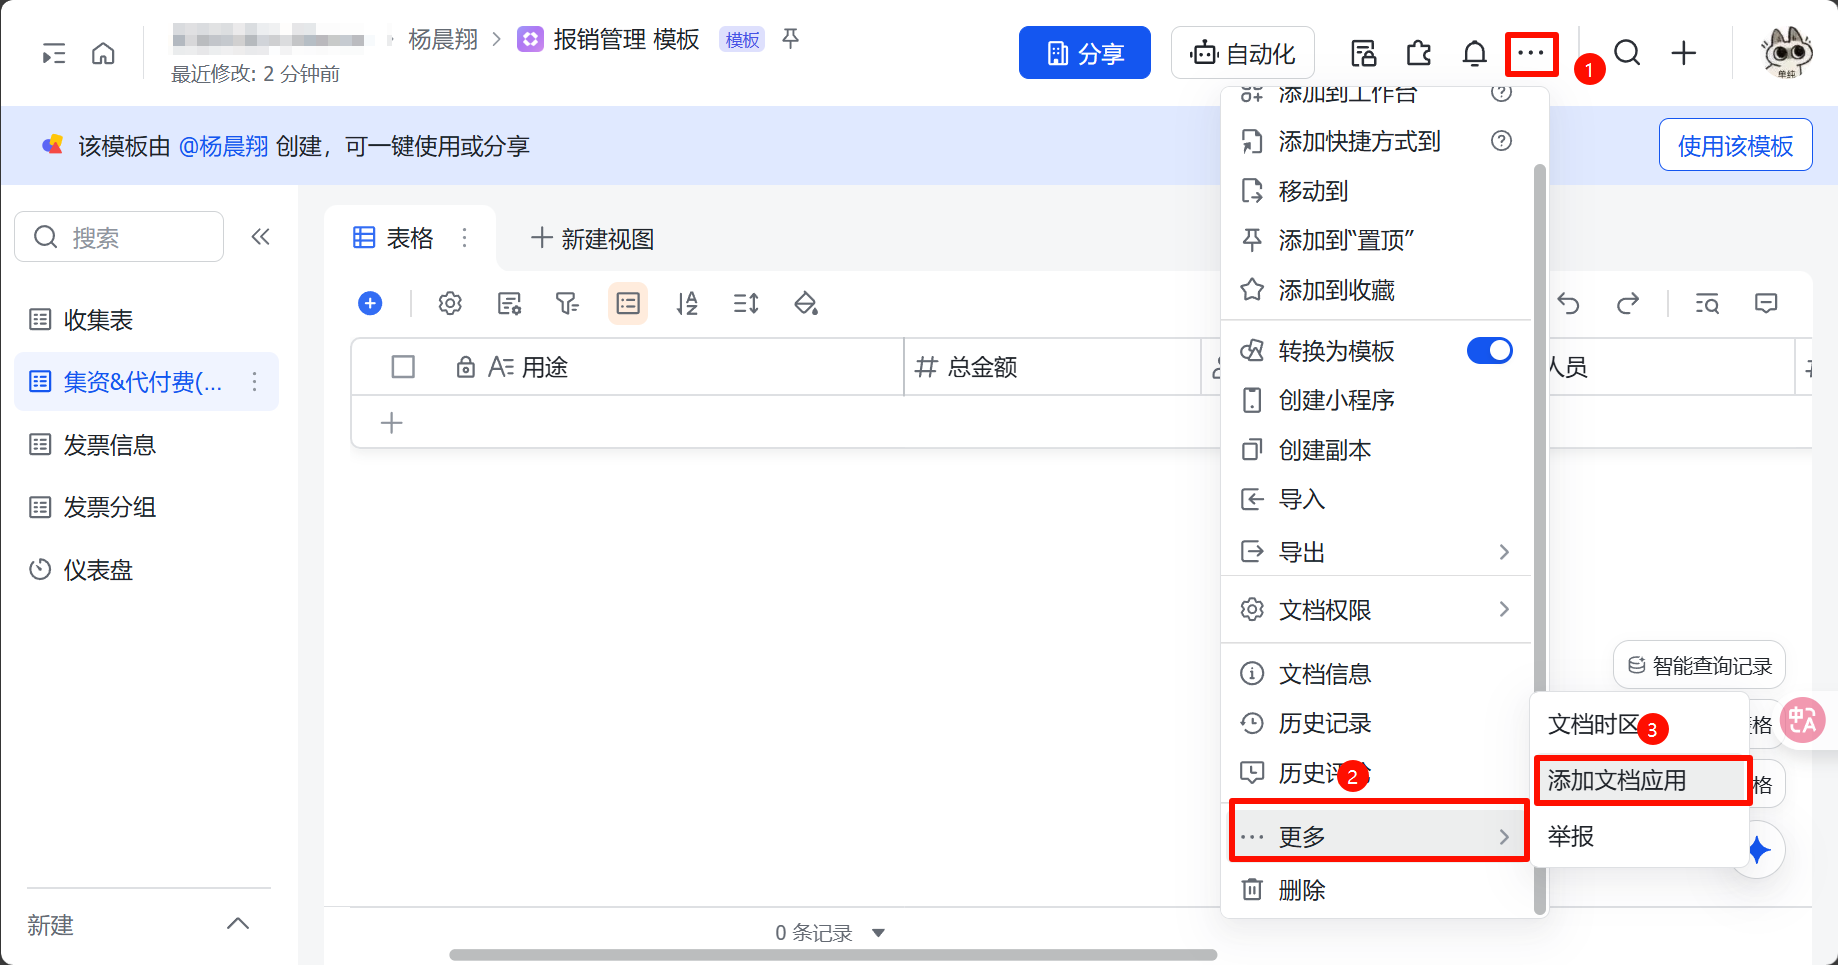 杨晨翔 > 报销管理 模板 模板
最近修改: 2 分钟前
分享
自动化
1
该模板由 @杨晨翔 创建，可一键使用或分享
使用该模板
搜索
收集表
集资&代付费(...
发票信息
发票分组
仪表盘
新建
表格
新建视图
用途
总金额
人员
0 条记录
添加到工作台
添加快捷方式到
移动到
添加到“置顶”
添加到收藏
转换为模板
创建小程序
创建副本
导入
导出
文档权限
文档信息
历史记录
历史评论
2
更多
删除
智能查询记录
文档时区
3
格
添加文档应用
格
举报
中A
单纯